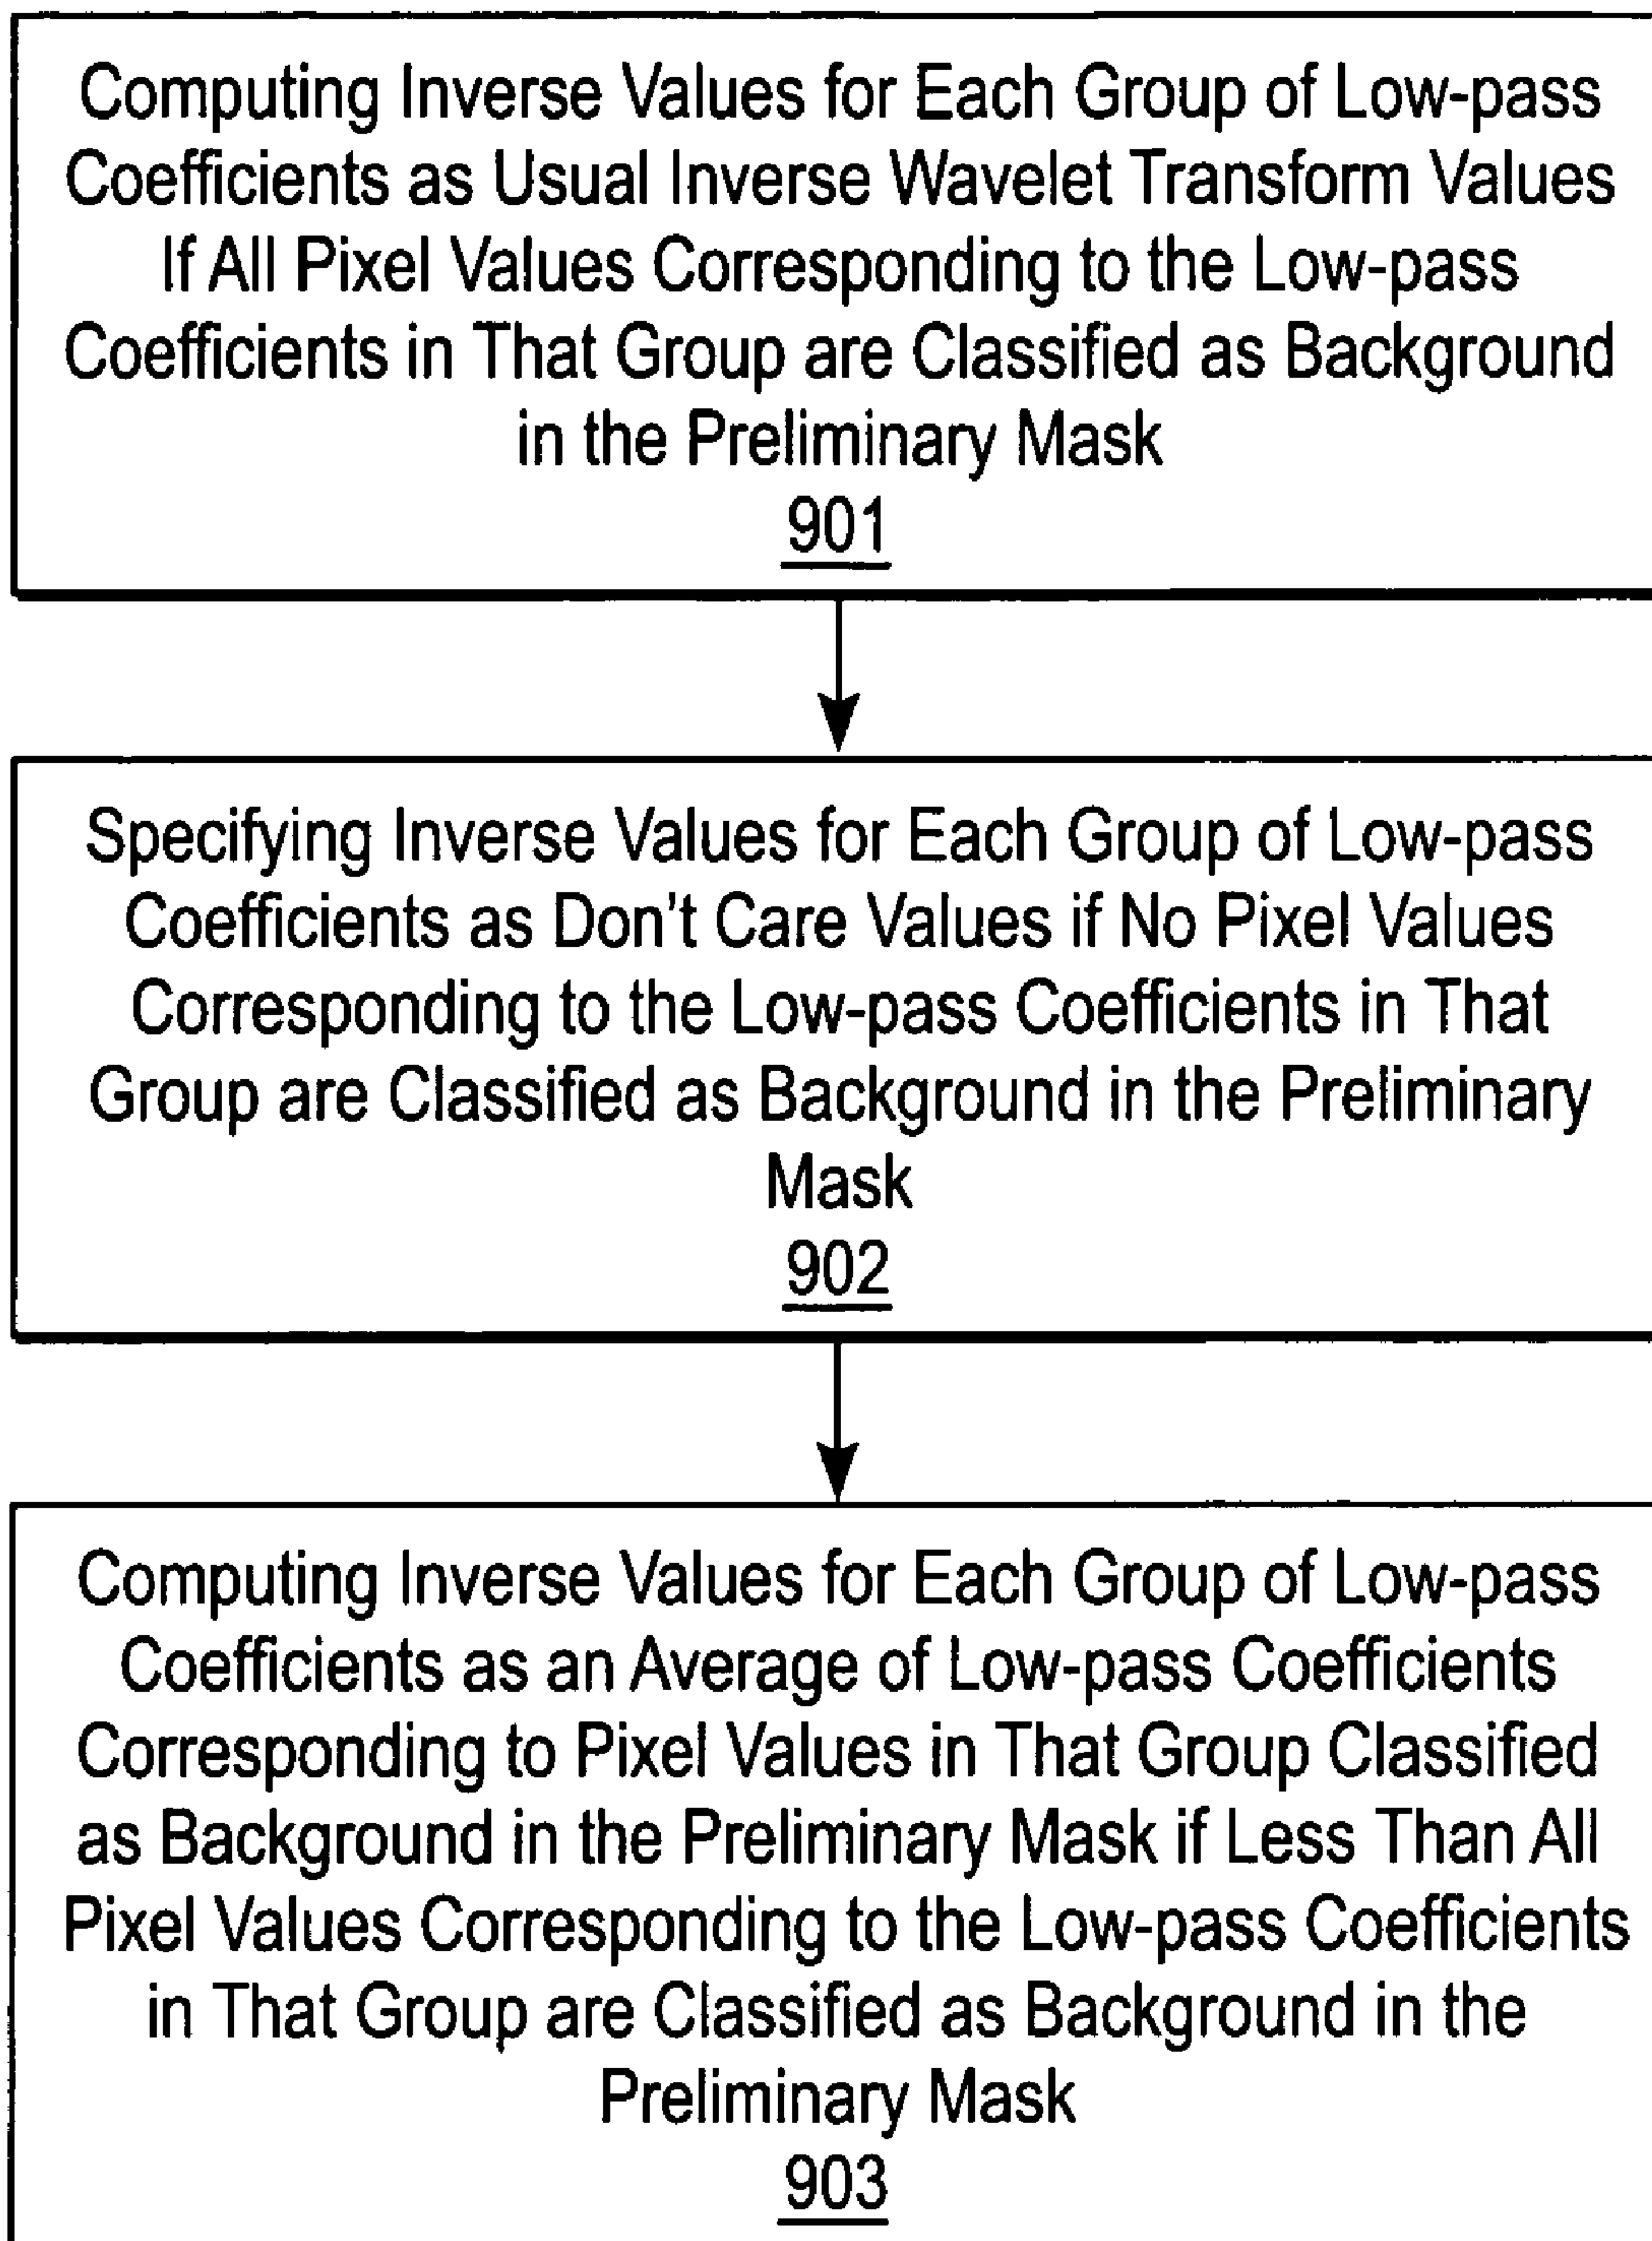 Computing Inverse Values for Each Group of Low-pass
Coefficients as Usual Inverse Wavelet Transform Values
If All Pixel Values Corresponding to the Low-pass
Coefficients in That Group are Classified as Background
in the Preliminary Mask
901
Specifying Inverse Values for Each Group of Low-pass
Coefficients as Don't Care Values if No Pixel Values
Corresponding to the Low-pass Coefficients in That
Group are Classified as Background in the Preliminary
Mask
902
Computing Inverse Values for Each Group of Low-pass
Coefficients as an Average of Low-pass Coefficients
Corresponding to Pixel Values in That Group Classified
as Background in the Preliminary Mask if Less Than All
Pixel Values Corresponding to the Low-pass Coefficients
in That Group are Classified as Background in the
Preliminary Mask
903